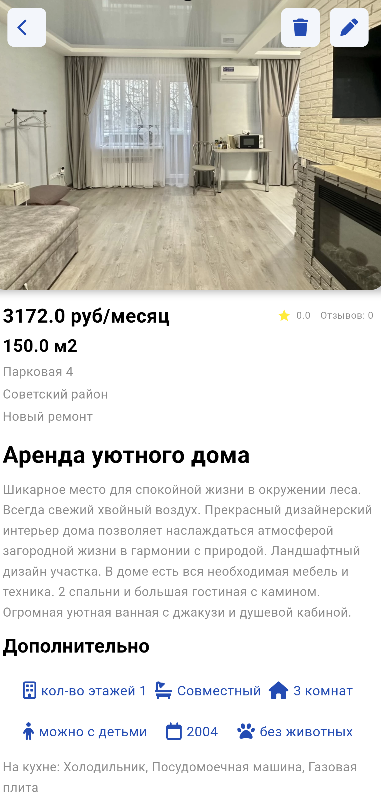 3172.0 руб/месяц
0.0 Отзывов: 0
150.0 м2
Парковая 4
Советский район
Новый ремонт
Аренда уютного дома
Шикарное место для спокойной жизни в окружении леса.
Всегда свежий хвойный воздух. Прекрасный дизайнерский
интерьер дома позволяет наслаждаться атмосферой
загородной жизни в гармонии с природой. Ландшафтный
дизайн участка. В доме есть вся необходимая мебель и
техника. 2 спальни и большая гостиная с камином.
Огромная уютная ванная с джакузи и душевой кабиной.
Дополнительно
кол-во этажей 1 Совместный 3 комнат
можно с детьми 2004 без животных
На кухне: Холодильник, Посудомоечная машина, Газовая
плита